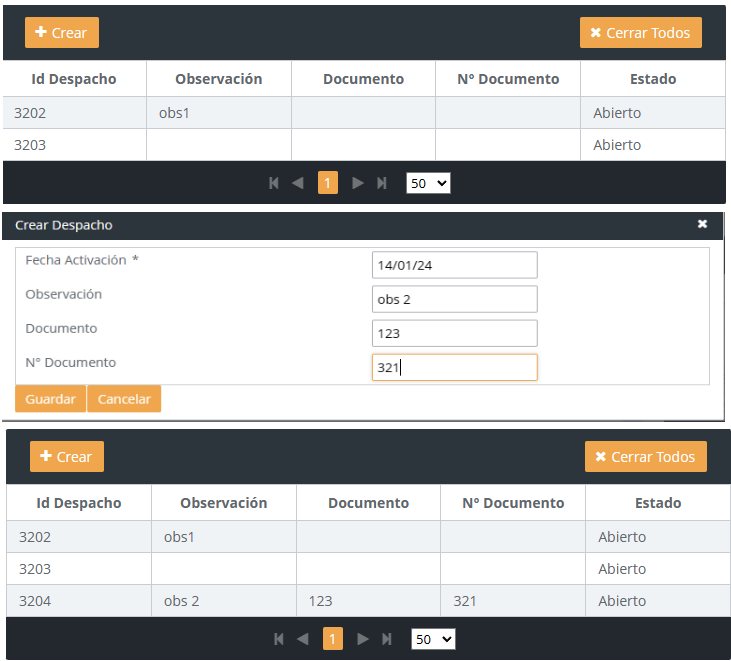 Crear Cerrar Todos
Id Despacho Observación Documento N° Documento Estado
3202 obs1 Abierto
3203 Abierto
1 50
Crear Despacho
Fecha Activación * 14/01/24
Observación obs 2
Documento 123
N° Documento 321
Guardar Cancelar
Crear Cerrar Todos
Id Despacho Observación Documento N° Documento Estado
3202 obs1 Abierto
3203 Abierto
3204 obs 2 123 321 Abierto
1 50